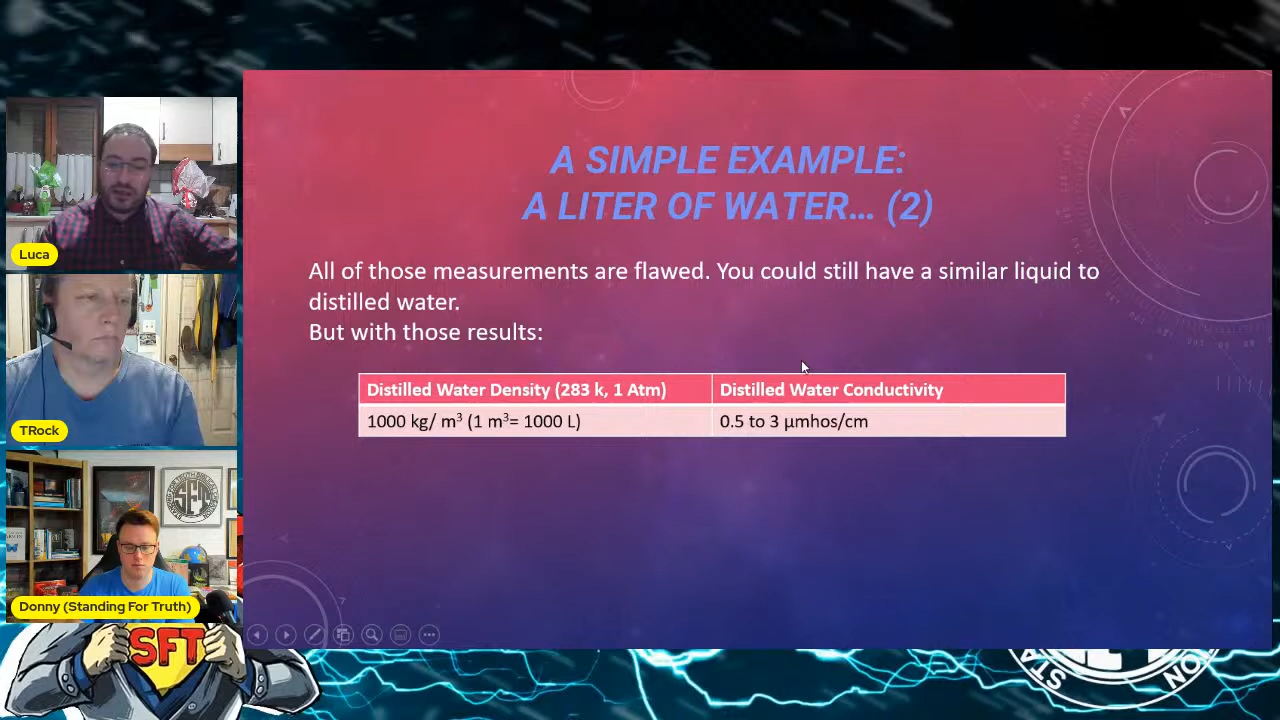 A SIMPLE EXAMPLE:
A LITER OF WATER... (2)
All of those measurements are flawed. You could still have a similar liquid to
distilled water.
But with those results:
Distilled Water Density (283 k, 1 Atm)
Distilled Water Conductivity
1000 kg/ m³ (1 m³= 1000 L)
0.5 to 3 µmhos/cm
Luca
TRock
Donny (Standing For Truth)
SFT
SFT